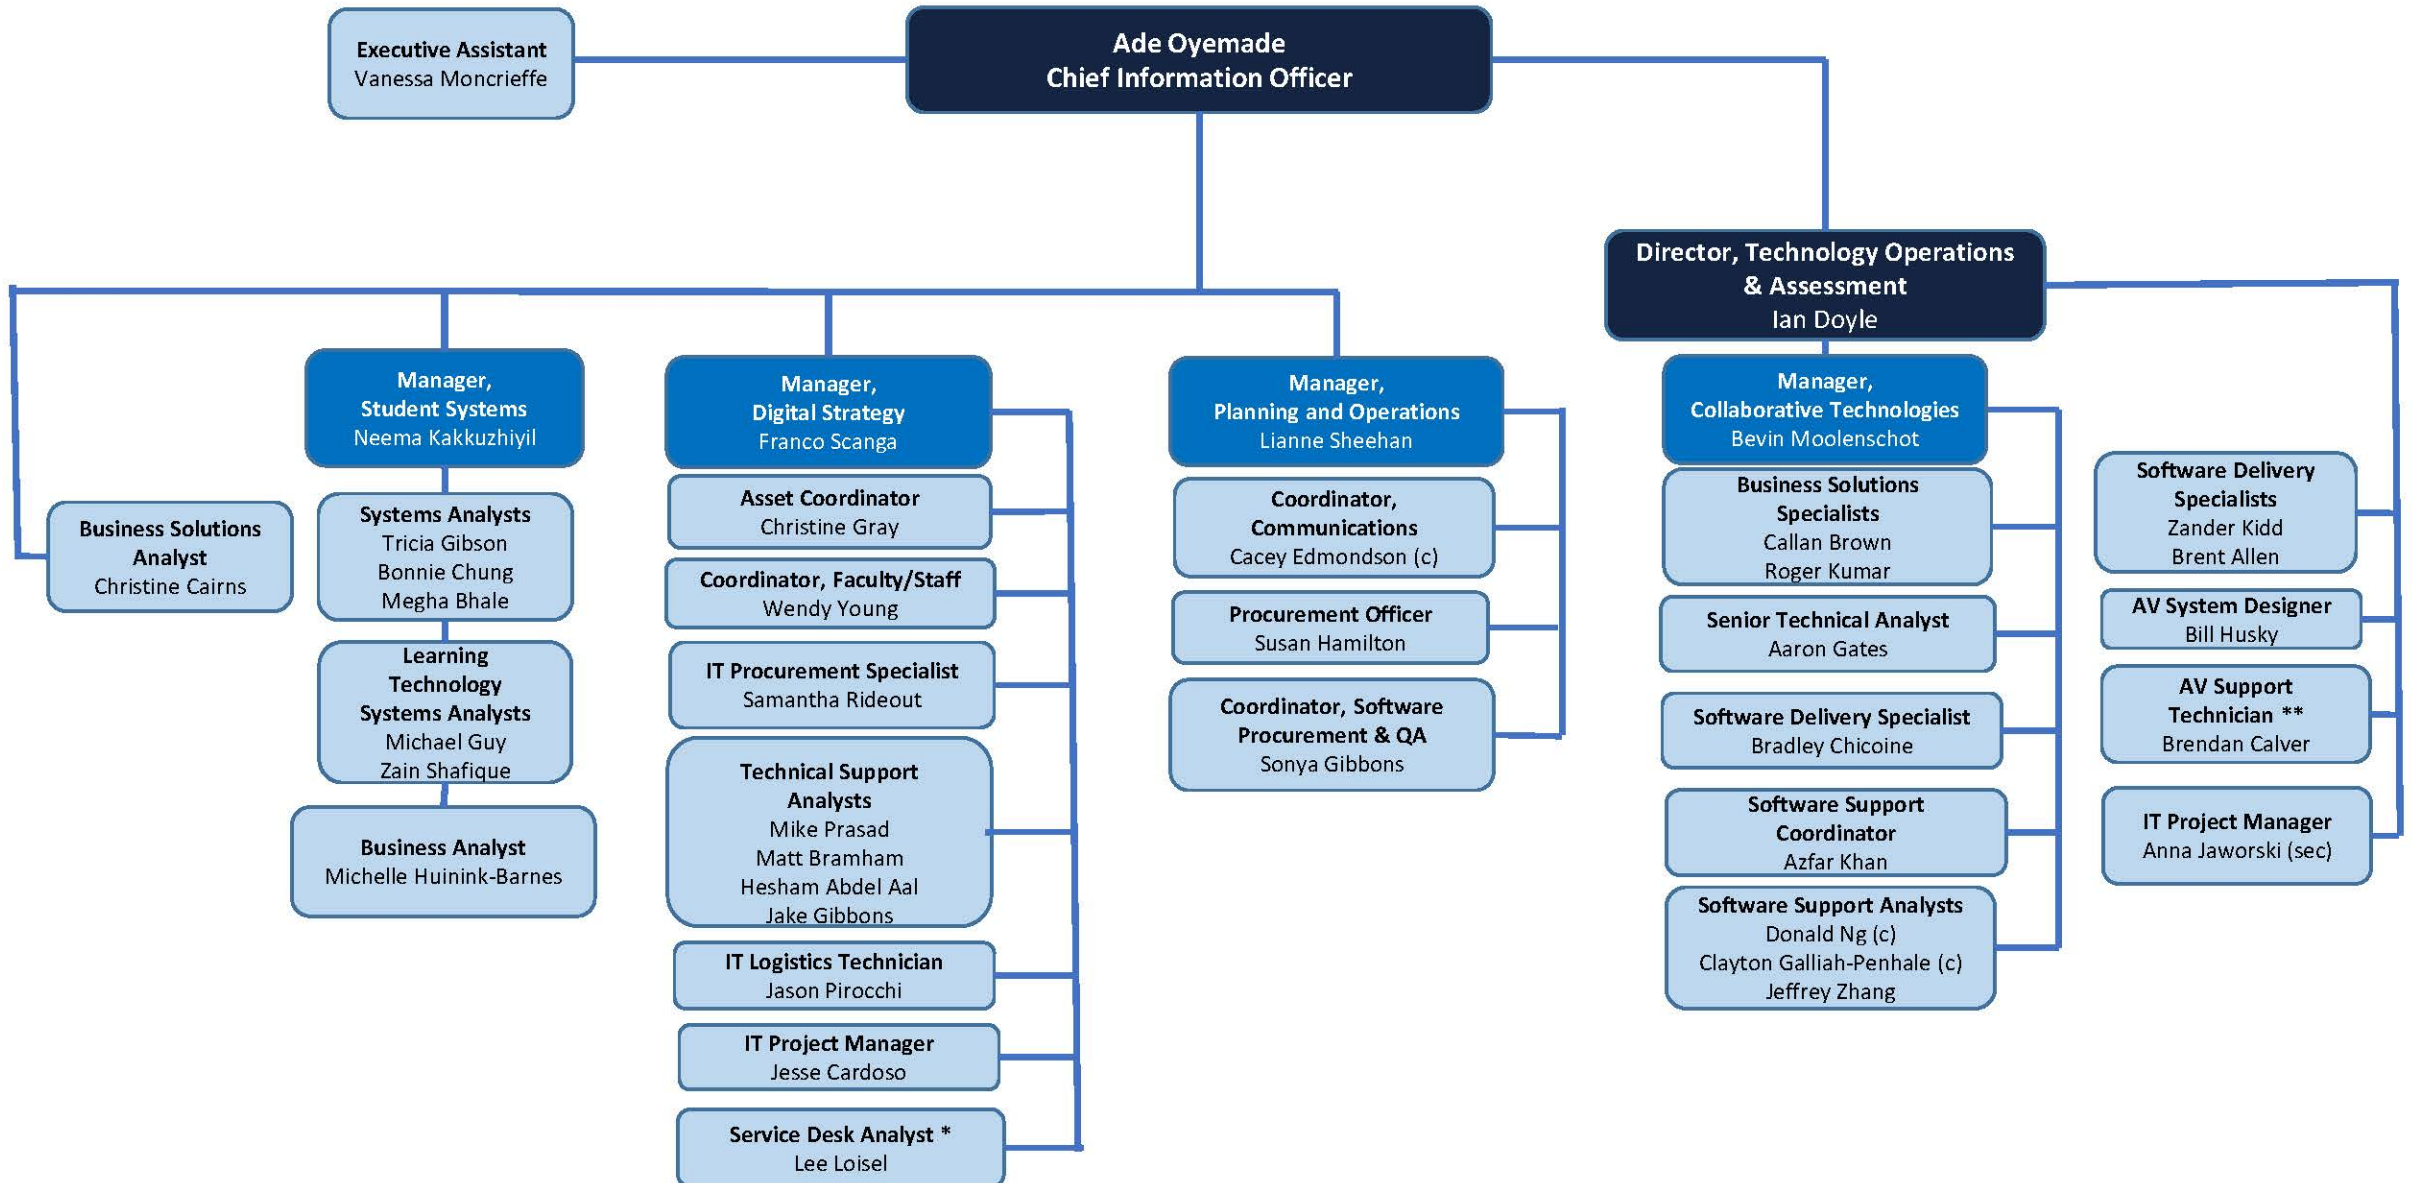 Executive Assistant
Vanessa Moncrieffe
Ade Oyemade
Chief Information Officer
Director, Technology Operations
& Assessment
Ian Doyle
Business Solutions
Analyst
Christine Cairns
Manager,
Student Systems
Neema Kakkuzhiyil
Systems Analysts
Tricia Gibson
Bonnie Chung
Megha Bhale
Learning
Technology
Systems Analysts
Michael Guy
Zain Shafique
Business Analyst
Michelle Huinink-Barnes
Manager,
Digital Strategy
Franco Scanga
Asset Coordinator
Christine Gray
Coordinator, Faculty/Staff
Wendy Young
IT Procurement Specialist
Samantha Rideout
Technical Support
Analysts
Mike Prasad
Matt Bramham
Hesham Abdel Aal
Jake Gibbons
IT Logistics Technician
Jason Pirocchi
IT Project Manager
Jesse Cardoso
Service Desk Analyst *
Lee Loisel
Manager,
Planning and Operations
Lianne Sheehan
Coordinator,
Communications
Cacey Edmondson (c)
Procurement Officer
Susan Hamilton
Coordinator, Software
Procurement & QA
Sonya Gibbons
Manager,
Collaborative Technologies
Bevin Moolenschot
Business Solutions
Specialists
Callan Brown
Roger Kumar
Senior Technical Analyst
Aaron Gates
Software Delivery Specialist
Bradley Chicoine
Software Support
Coordinator
Azfar Khan
Software Support Analysts
Donald Ng (c)
Clayton Galliah-Penhale (c)
Jeffrey Zhang
Software Delivery
Specialists
Zander Kidd
Brent Allen
AV System Designer
Bill Husky
AV Support
Technician **
Brendan Calver
IT Project Manager
Anna Jaworski (sec)